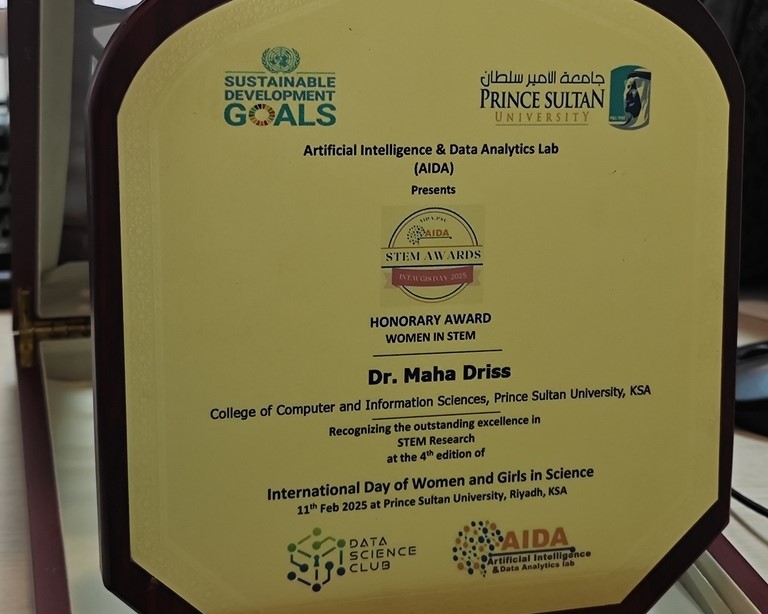 SUSTAINABLE
DEVELOPMENT
GOALS
جامعة الامير سلطان
PRINCE SULTAN
UNIVERSITY
Artificial Intelligence & Data Analytics Lab
(AIDA)
Presents
AIDA, PSU
AIDA
STEM AWARDS
HONORARY AWARD
WOMEN IN STEM
Dr. Maha Driss
College of Computer and Information Sciences, Prince Sultan University, KSA
Recognizing the outstanding excellence in
STEM Research
at the 4th edition of
International Day of Women and Girls in Science
11th Feb 2025 at Prince Sultan University, Riyadh, KSA
DATA
SCIENCE
CLUB
AIDA
Artificial Intelligence
& Data Analytics lab